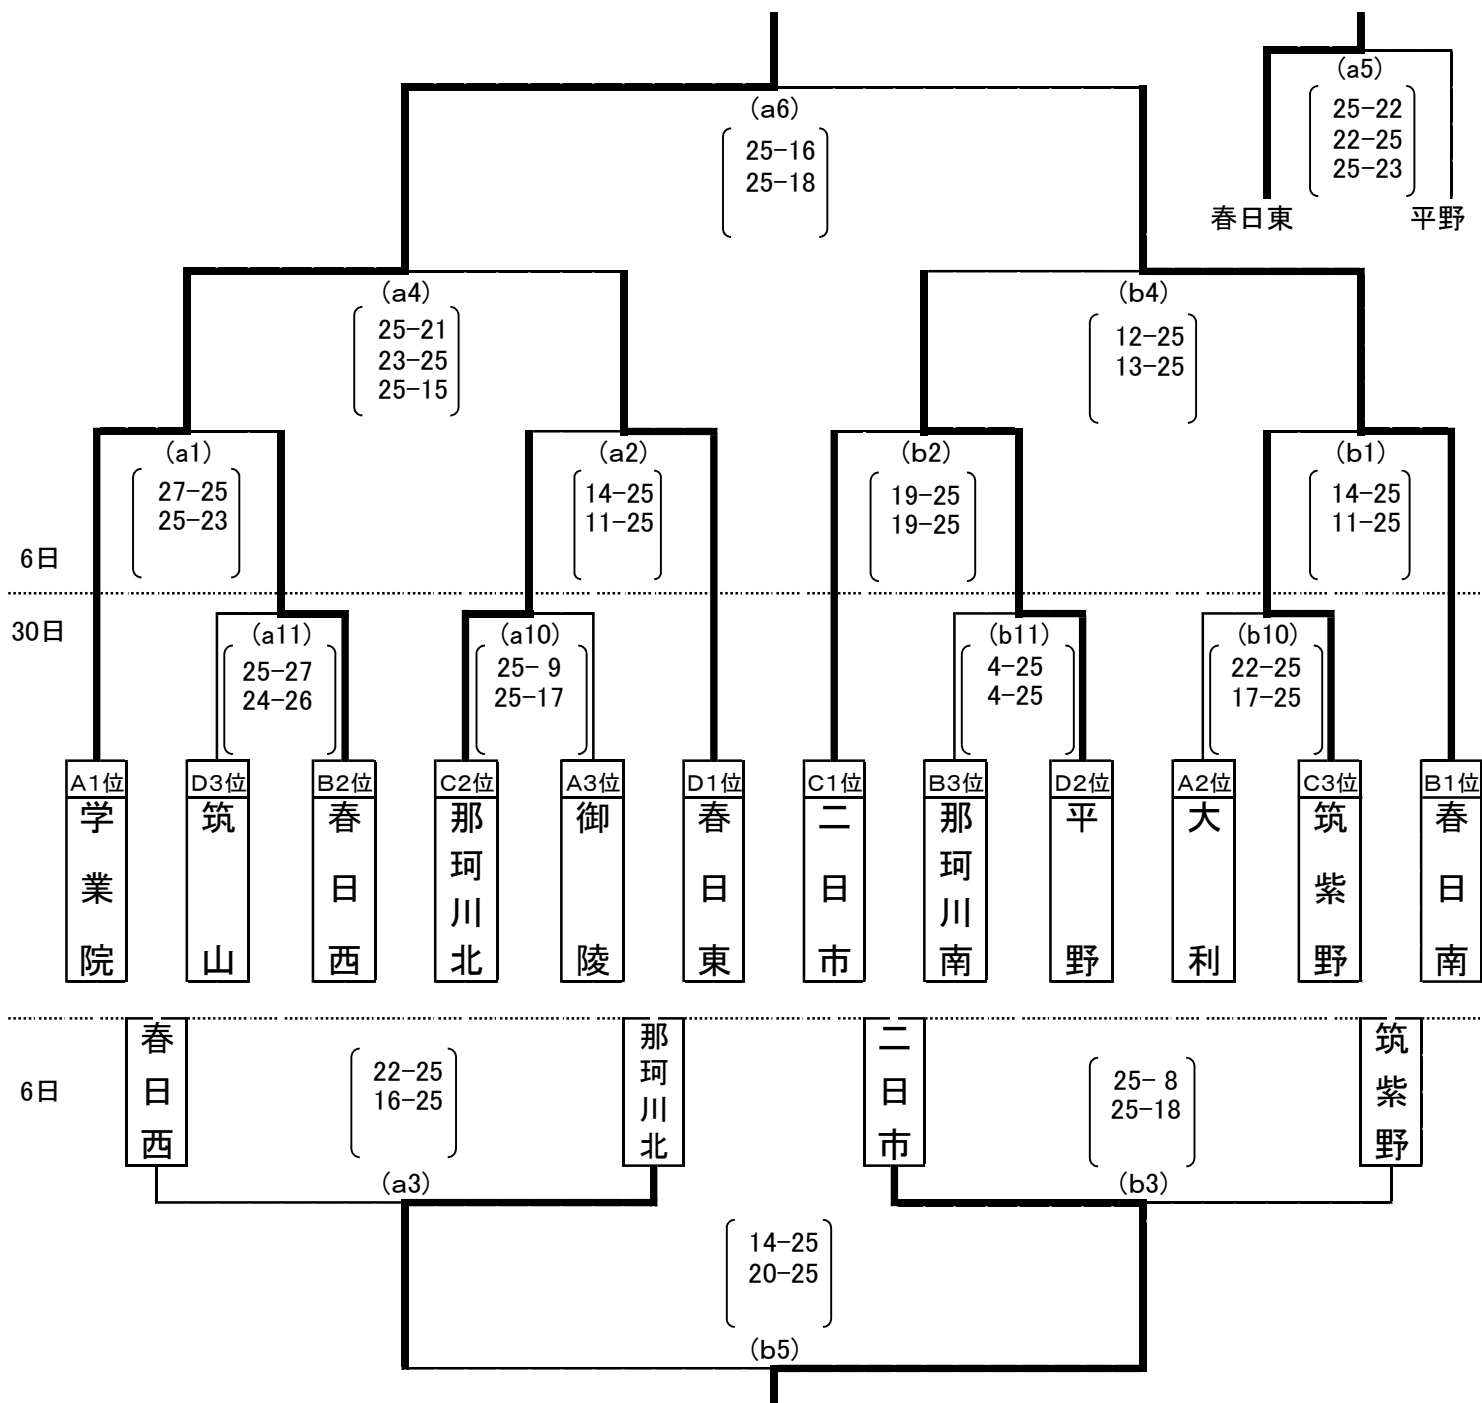 (a5)
25-22
22-25
25-23
春日東
平野
(a6)
25-16
25-18
(a4)
25-21
23-25
25-15
(b4)
12-25
13-25
(a1)
27-25
25-23
(a2)
14-25
11-25
(b2)
19-25
19-25
(b1)
14-25
11-25
6日
30日
(a11)
25-27
24-26
(a10)
25- 9
25-17
(b11)
4-25
4-25
(b10)
22-25
17-25
A1位
学業院
D3位
筑山
B2位
春日西
C2位
那珂川北
A3位
御陵
D1位
春日東
C1位
二日市
B3位
那珂川南
D2位
平野
A2位
大利
C3位
筑紫野
B1位
春日南
6日
春日西
22-25
16-25
(a3)
那珂川北
二日市
25- 8
25-18
(b3)
筑紫野
14-25
20-25
(b5)